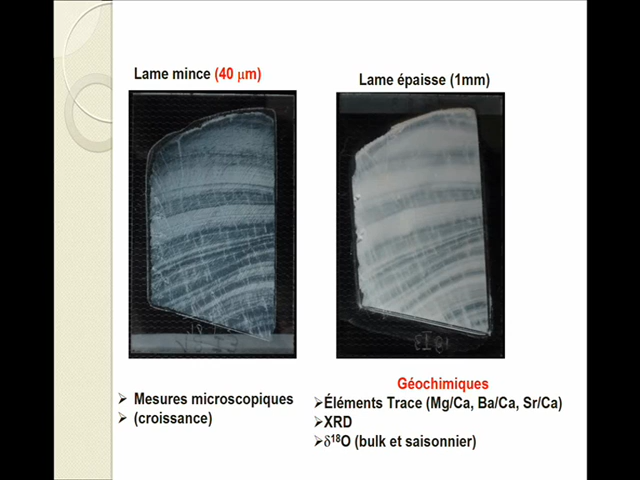 Lame mince (40 μm)
Lame épaisse (1mm)
Mesures microscopiques
(croissance)
Géochimiques
Éléments Trace (Mg/Ca, Ba/Ca, Sr/Ca)
XRD
δ¹⁸O (bulk et saisonnier)